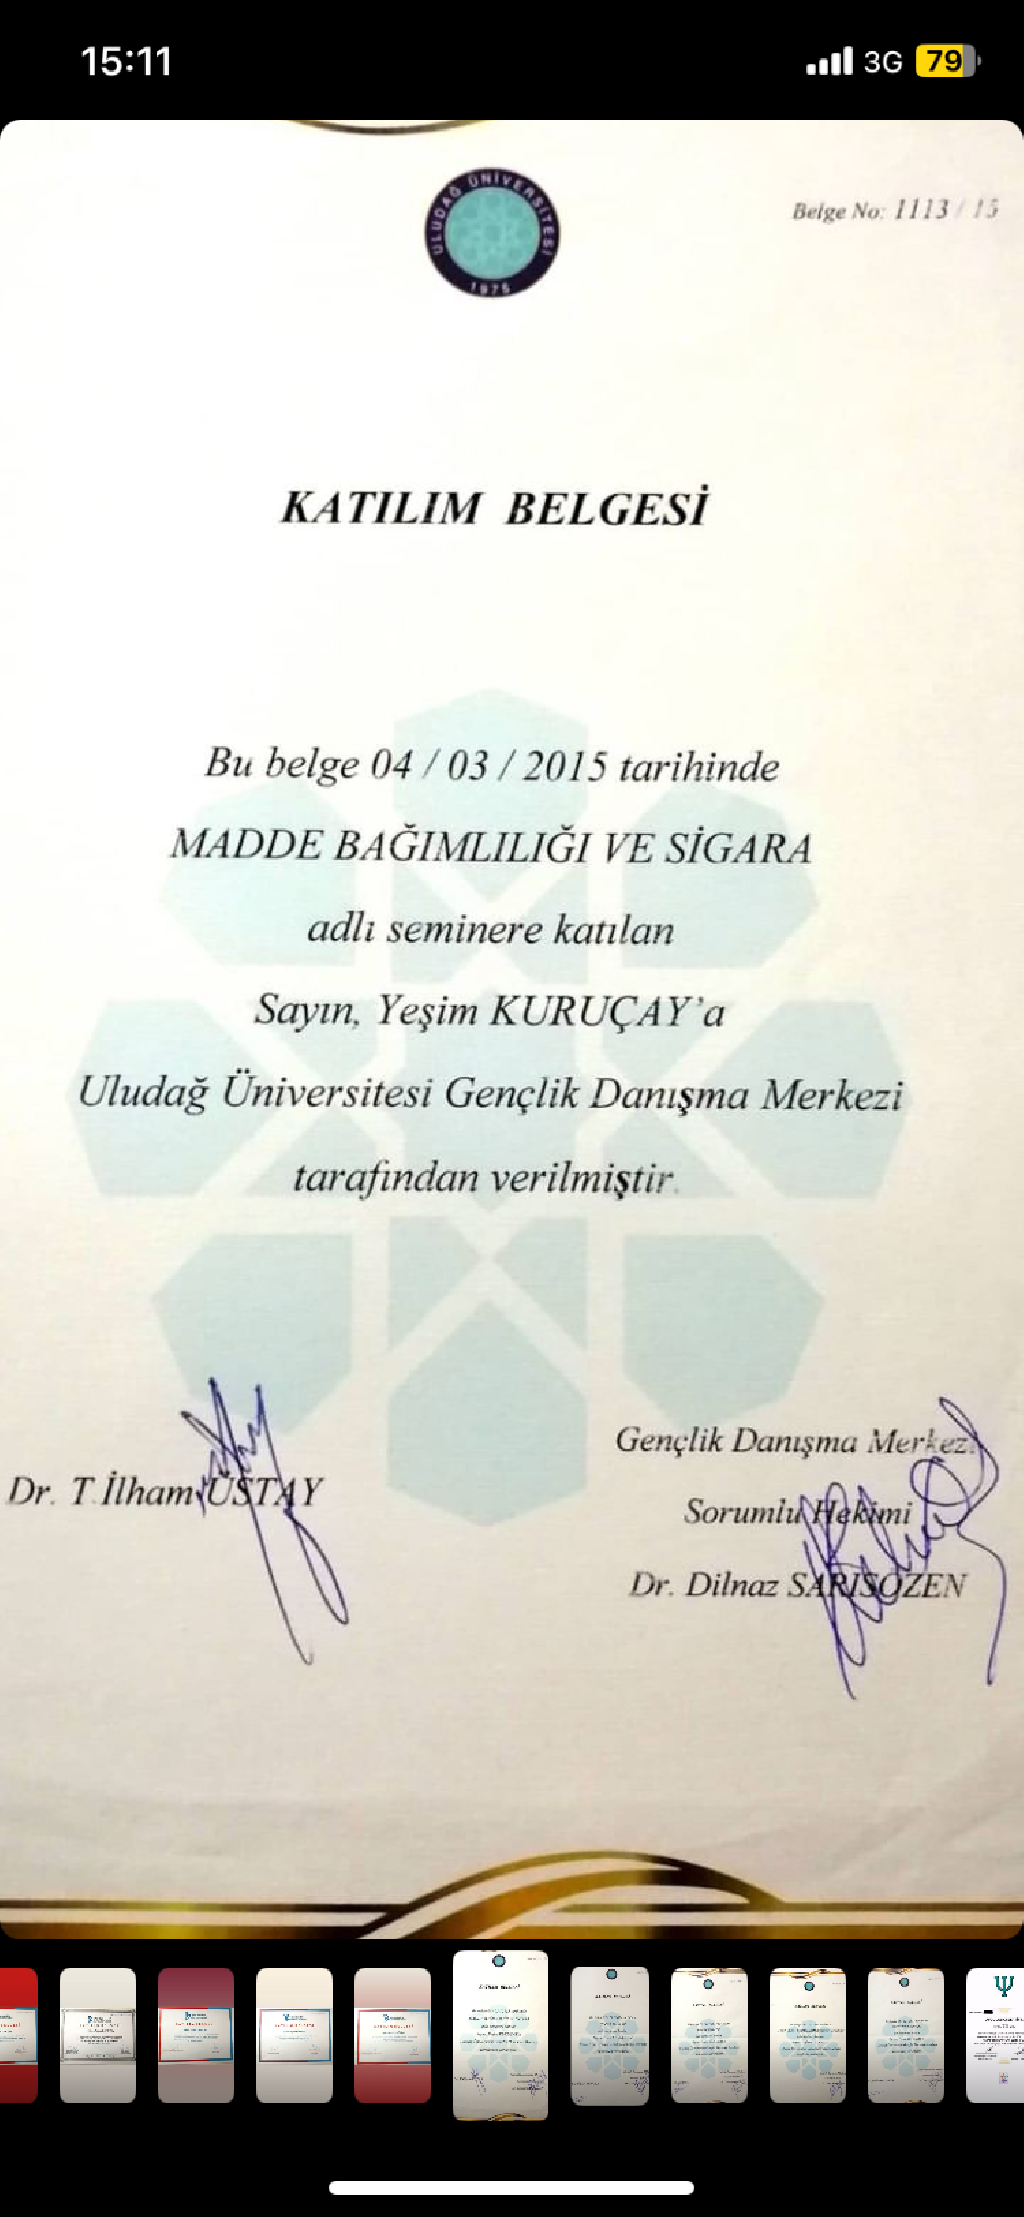 15:11
3G
79
ULUDAĞ ÜNİVERSİTESİ
1975
Belge No: 1113 / 15
KATILIM BELGESİ
Bu belge 04 / 03 / 2015 tarihinde
MADDE BAĞIMLILIĞI VE SİGARA
adlı seminere katılan
Sayın, Yeşim KURUÇAY’a
Uludağ Üniversitesi Gençlik Danışma Merkezi
tarafından verilmiştir.
Gençlik Danışma Merkezi
Dr. T.İlham ÜSTAY
Sorumlu Hekimi
Dr. Dilnaz SARISÖZEN